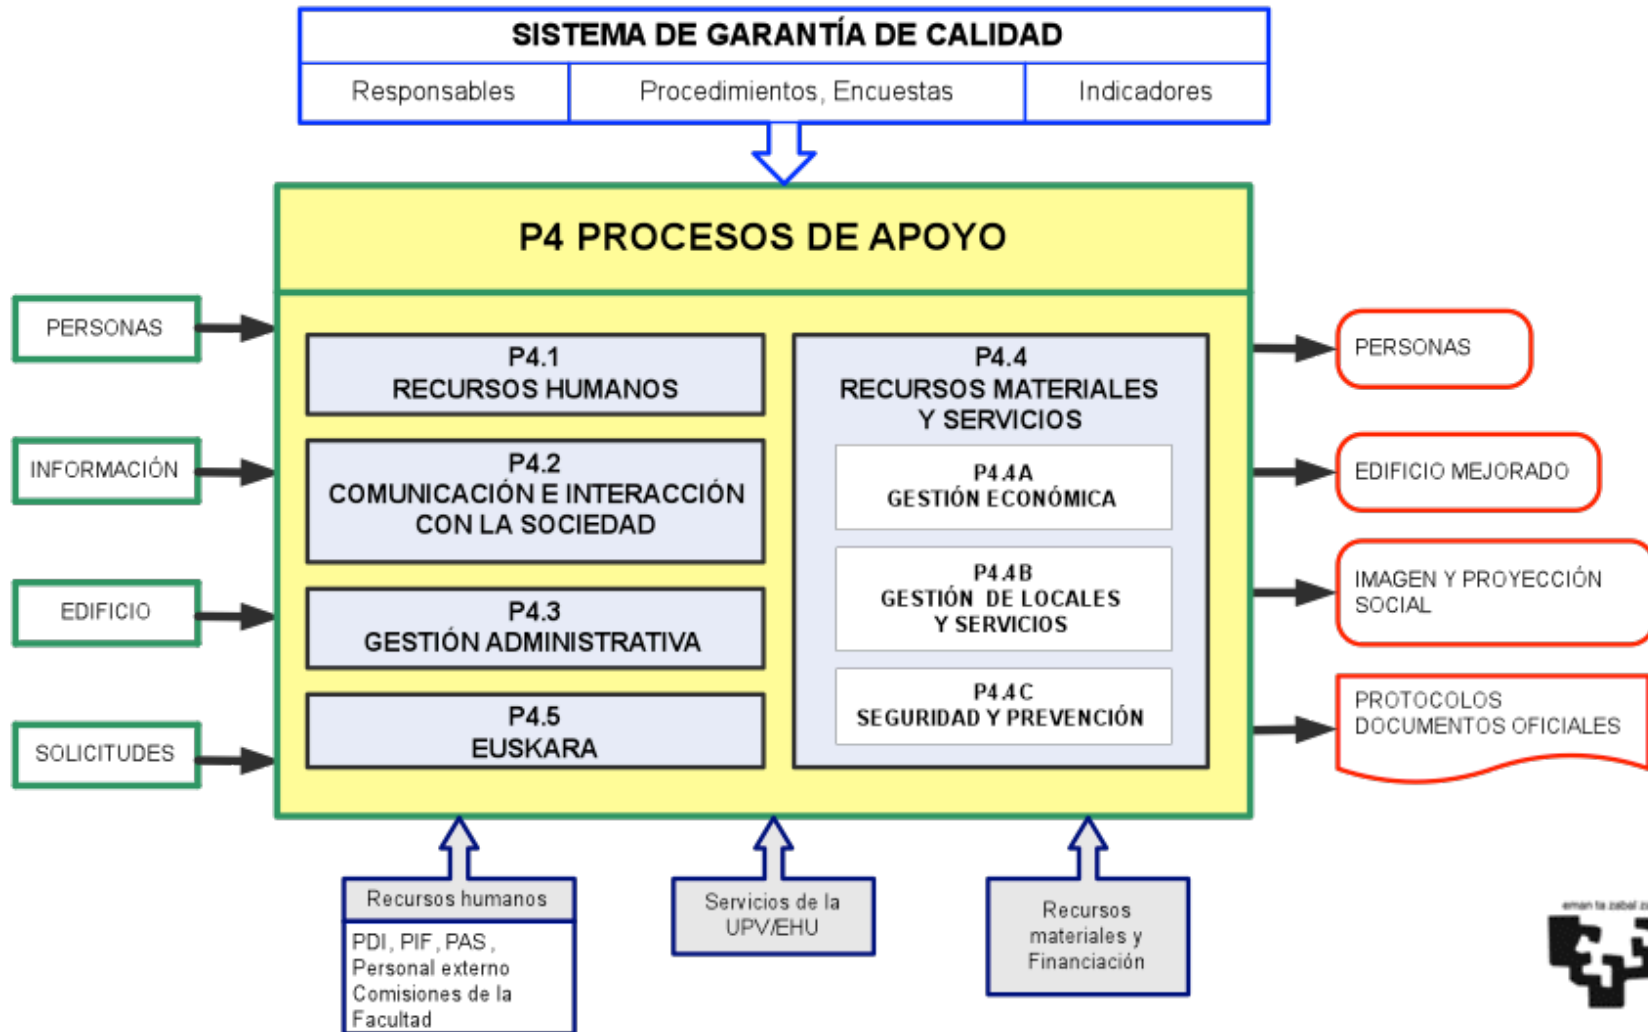 SISTEMA DE GARANTÍA DE CALIDAD
Responsables
Procedimientos, Encuestas
Indicadores
P4 PROCESOS DE APOYO
PERSONAS
INFORMACIÓN
EDIFICIO
SOLICITUDES
P4.1
RECURSOS HUMANOS
P4.2
COMUNICACIÓN E INTERACCIÓN
CON LA SOCIEDAD
P4.3
GESTIÓN ADMINISTRATIVA
P4.5
EUSKARA
P4.4
RECURSOS MATERIALES
Y SERVICIOS
P4.4A
GESTIÓN ECONÓMICA
P4.4B
GESTIÓN DE LOCALES
Y SERVICIOS
P4.4C
SEGURIDAD Y PREVENCIÓN
PERSONAS
EDIFICIO MEJORADO
IMAGEN Y PROYECCIÓN
SOCIAL
PROTOCOLOS
DOCUMENTOS OFICIALES
Recursos humanos
PDI, PIF, PAS,
Personal externo
Comisiones de la
Facultad
Servicios de la
UPV/EHU
Recursos
materiales y
Financiación
eman ta zabal